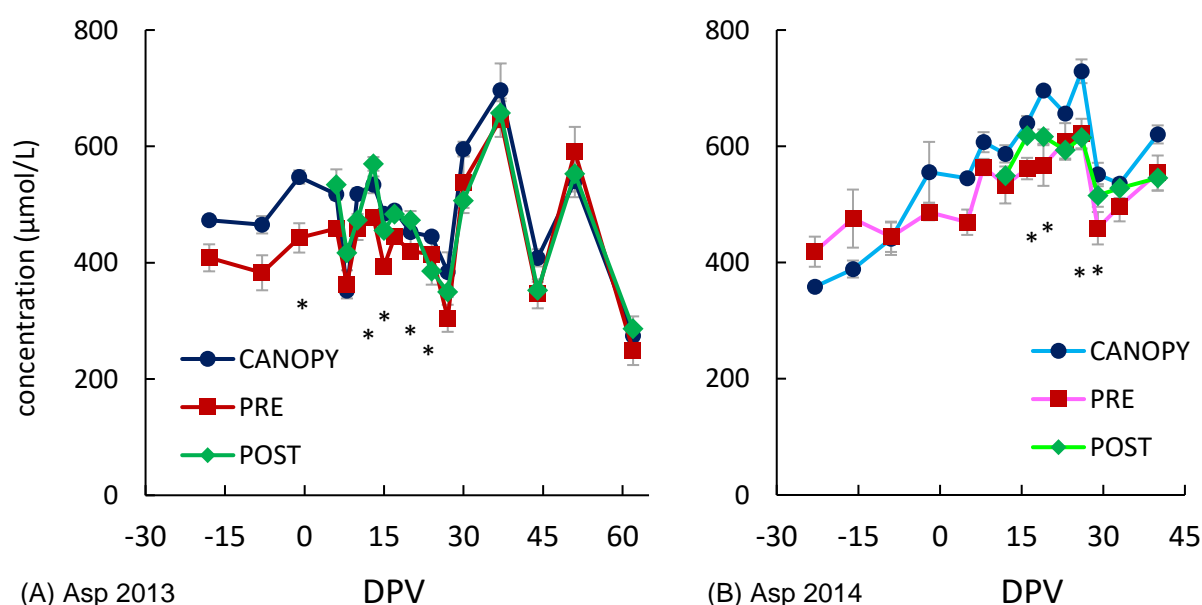 concentration (µmol/L)
800
600
400
200
0
-30 -15 0 15 30 45 60
*
*
*
*
*
CANOPY
PRE
POST
(A) Asp 2013
DPV
800
600
400
200
0
-30 -15 0 15 30 45
*
*
* *
CANOPY
PRE
POST
(B) Asp 2014
DPV